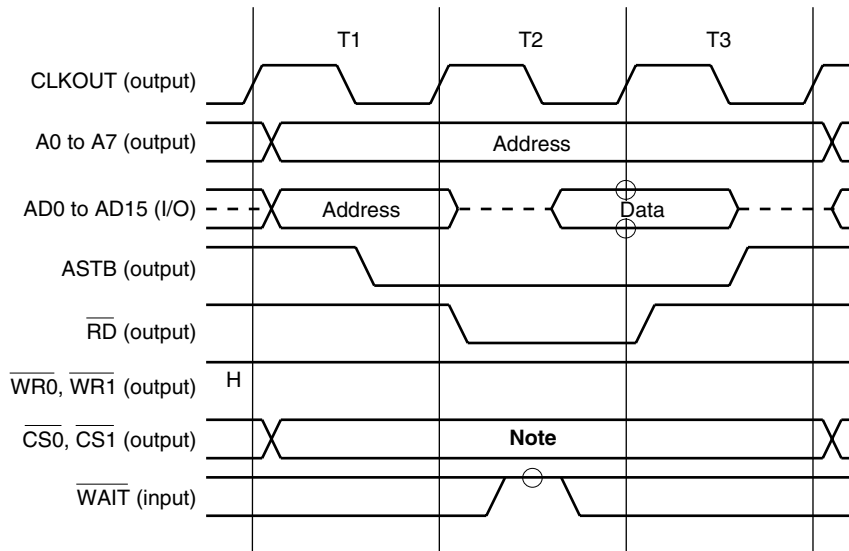 T1 T2 T3
CLKOUT (output)
A0 to A7 (output) Address
AD0 to AD15 (I/O) Address Data
ASTB (output)
RD (output)
WR0, WR1 (output) H
CS0, CS1 (output) Note
WAIT (input)